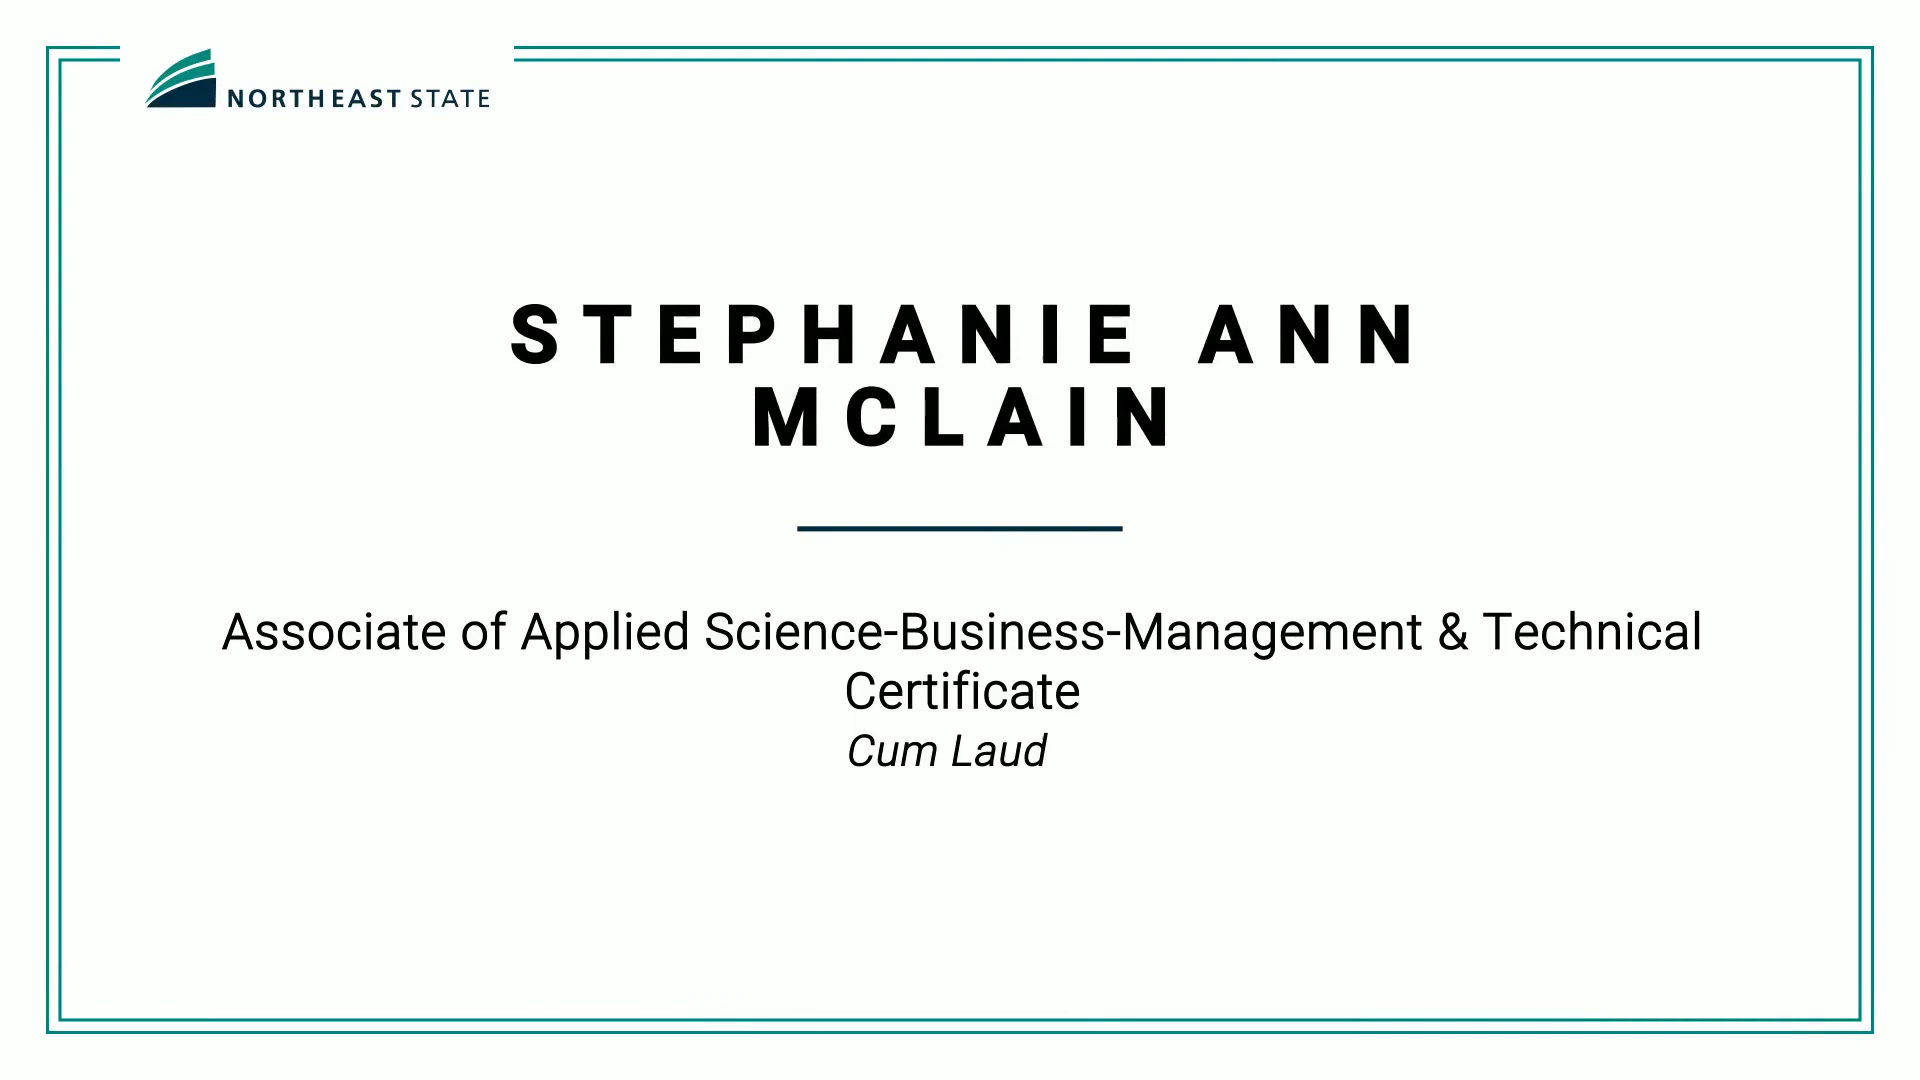 NORTHEAST STATE
STEPHANIE ANN
MCLAIN
Associate of Applied Science-Business-Management & Technical
Certificate
Cum Laud